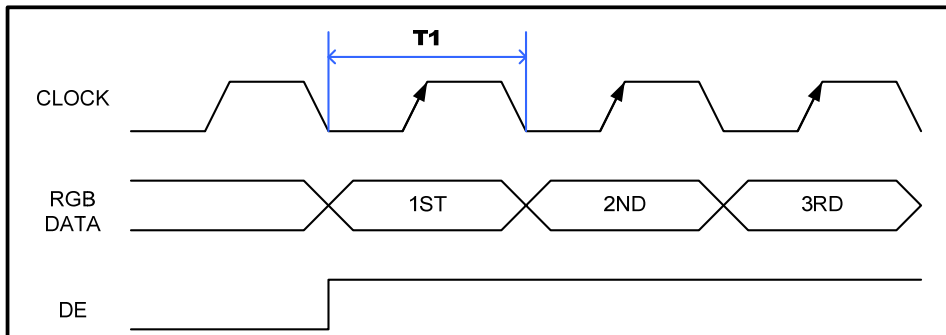 T1
CLOCK
RGB
DATA
1ST
2ND
3RD
DE